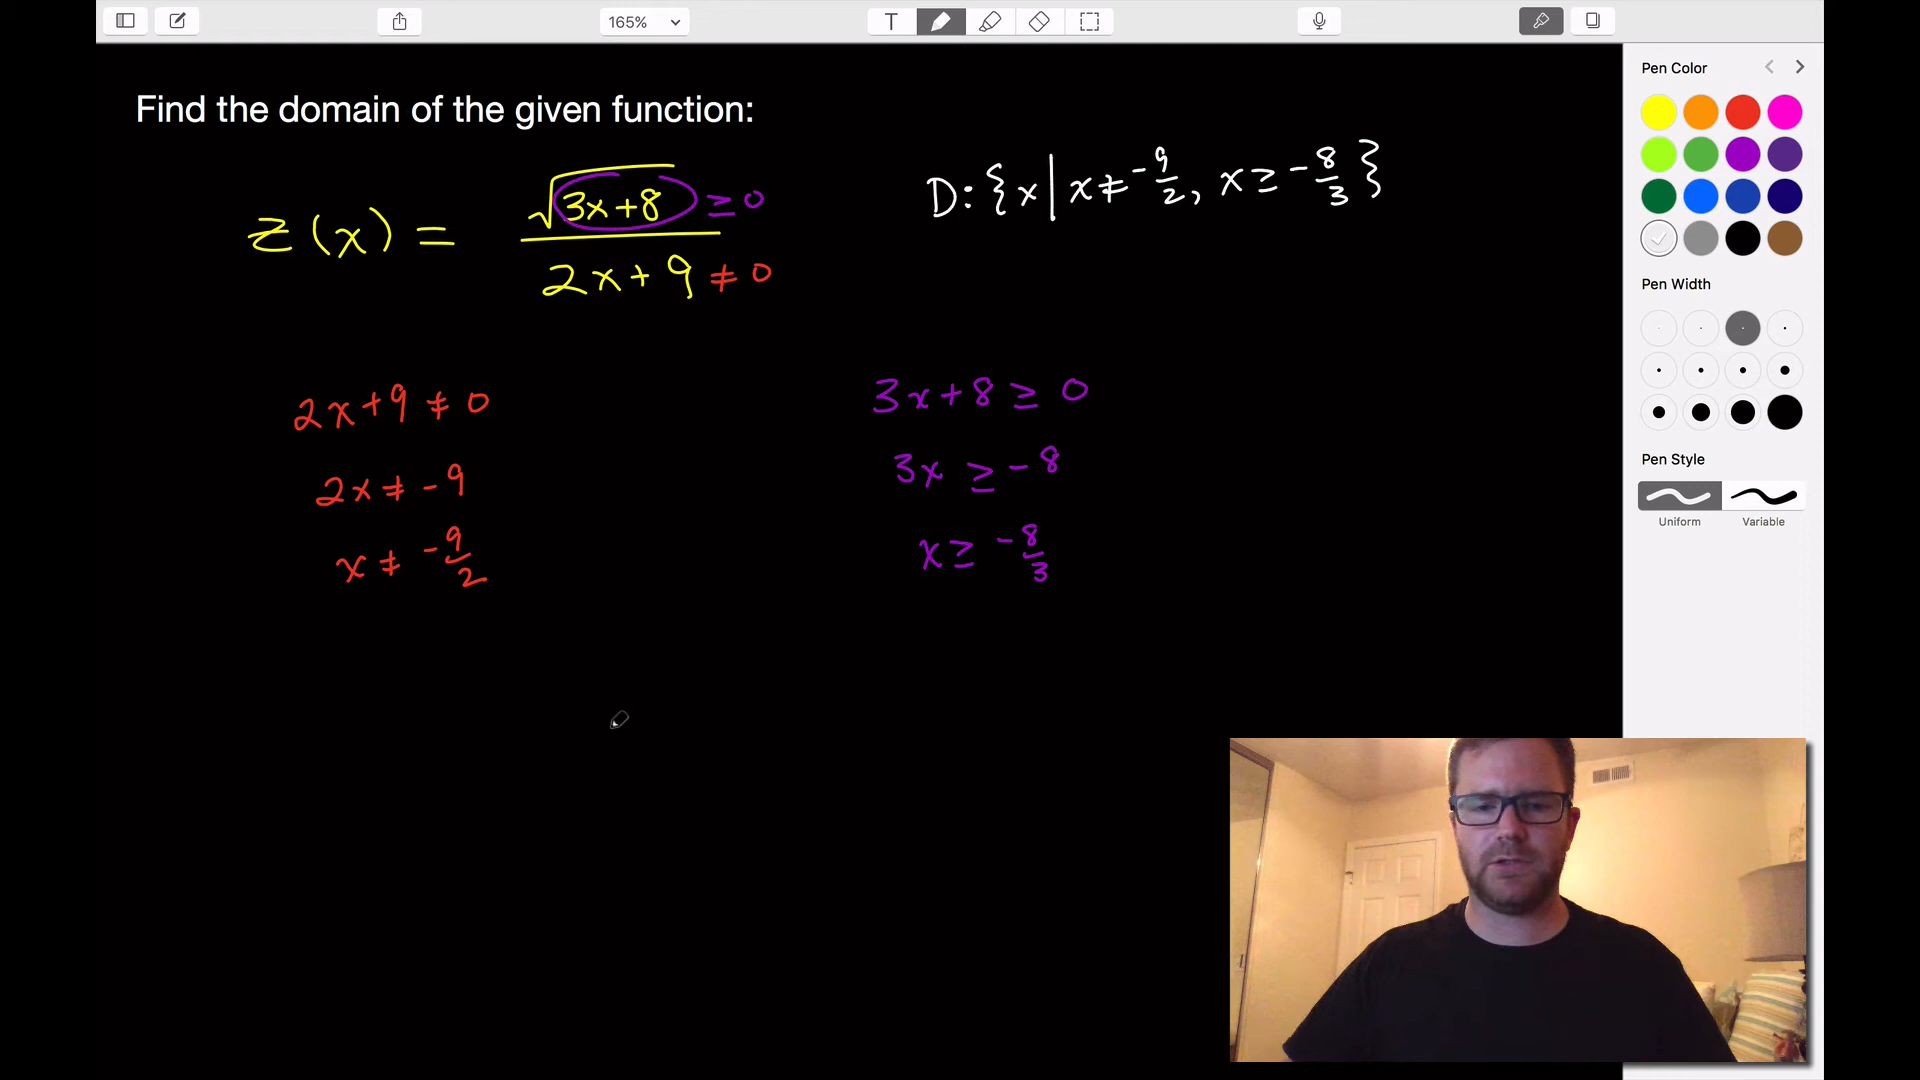 165%
T
Find the domain of the given function:
Z(x) = √(3x+8) ≥ 0
2x+9 ≠ 0
D: {x | x ≠ -9/2, x ≥ -8/3}
2x+9 ≠ 0
2x ≠ -9
x ≠ -9/2
3x+8 ≥ 0
3x ≥ -8
x ≥ -8/3
Pen Color
Pen Width
Pen Style
Uniform
Variable